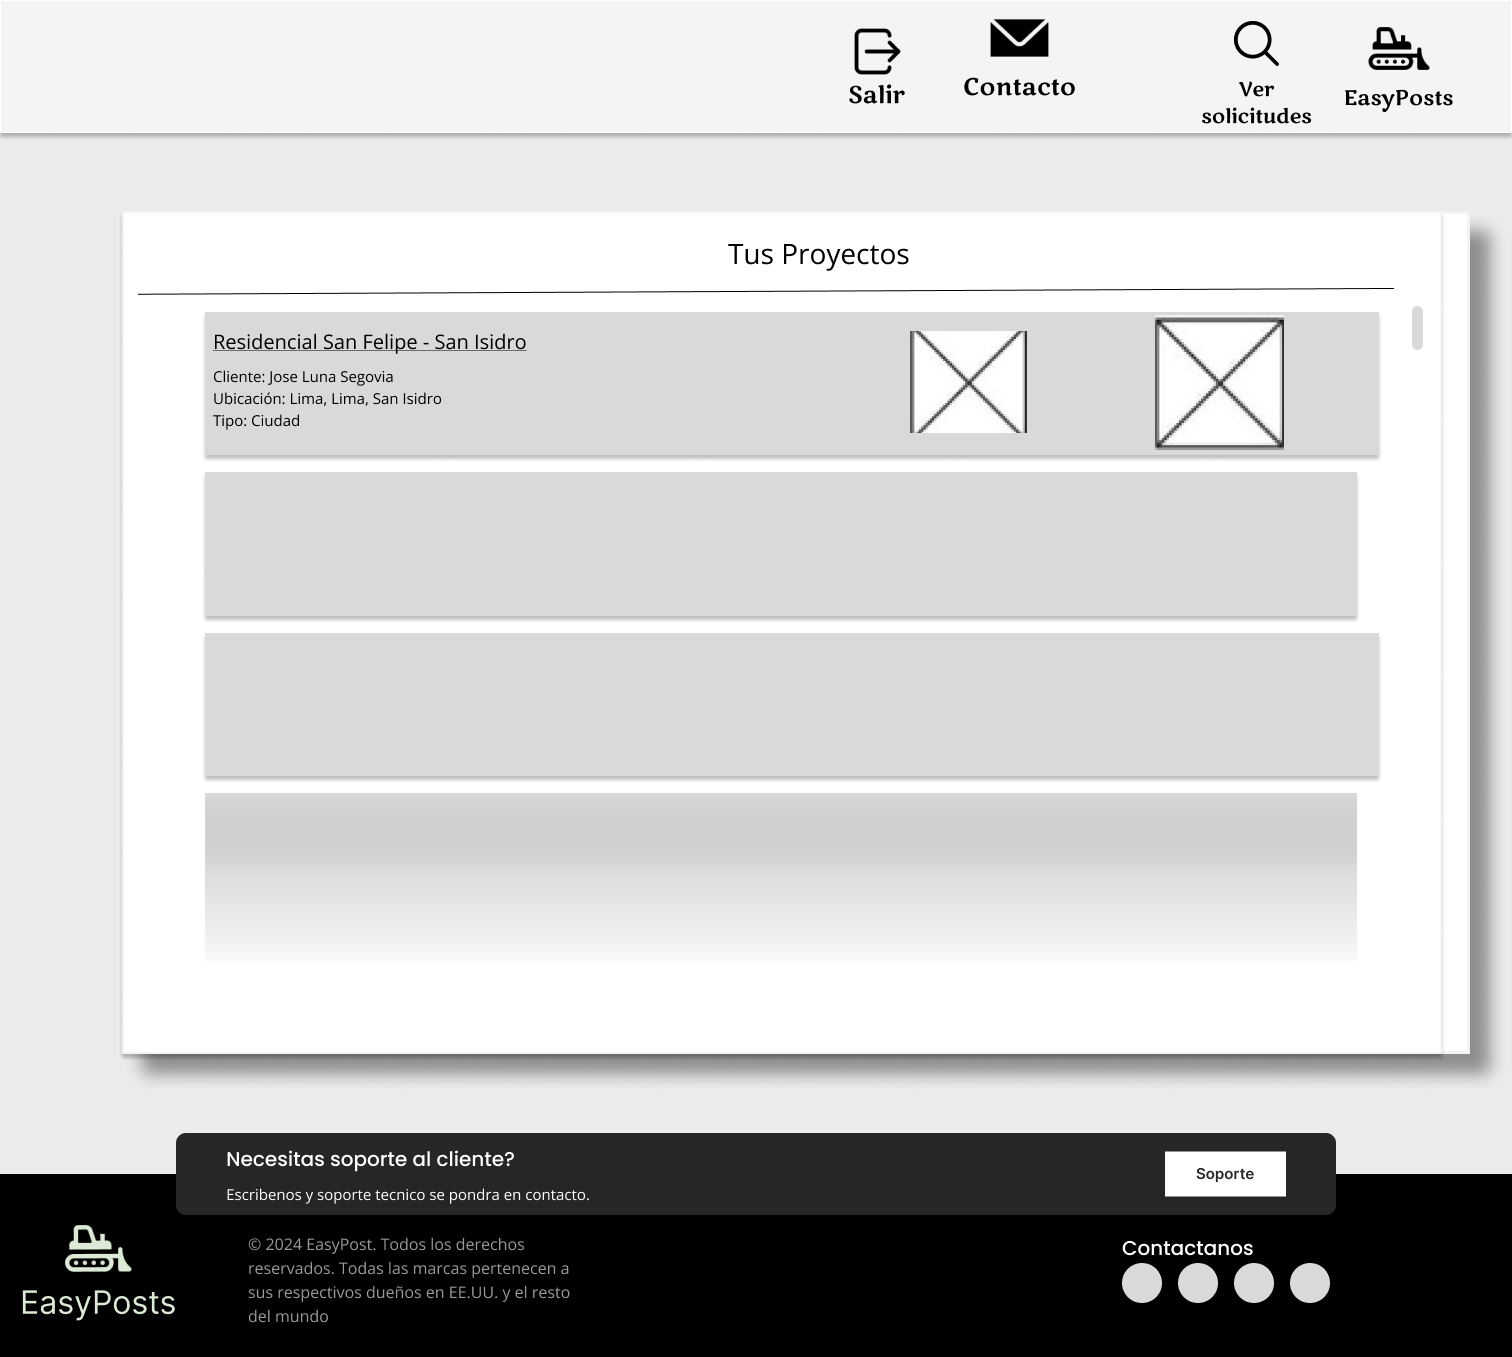 Salir
Contacto
Ver
solicitudes
EasyPosts
Tus Proyectos
Residencial San Felipe - San Isidro
Cliente: Jose Luna Segovia
Ubicación: Lima, Lima, San Isidro
Tipo: Ciudad
Necesitas soporte al cliente?
Escribenos y soporte tecnico se pondra en contacto.
Soporte
EasyPosts
© 2024 EasyPost. Todos los derechos
reservados. Todas las marcas pertenecen a
sus respectivos dueños en EE.UU. y el resto
del mundo
Contactanos